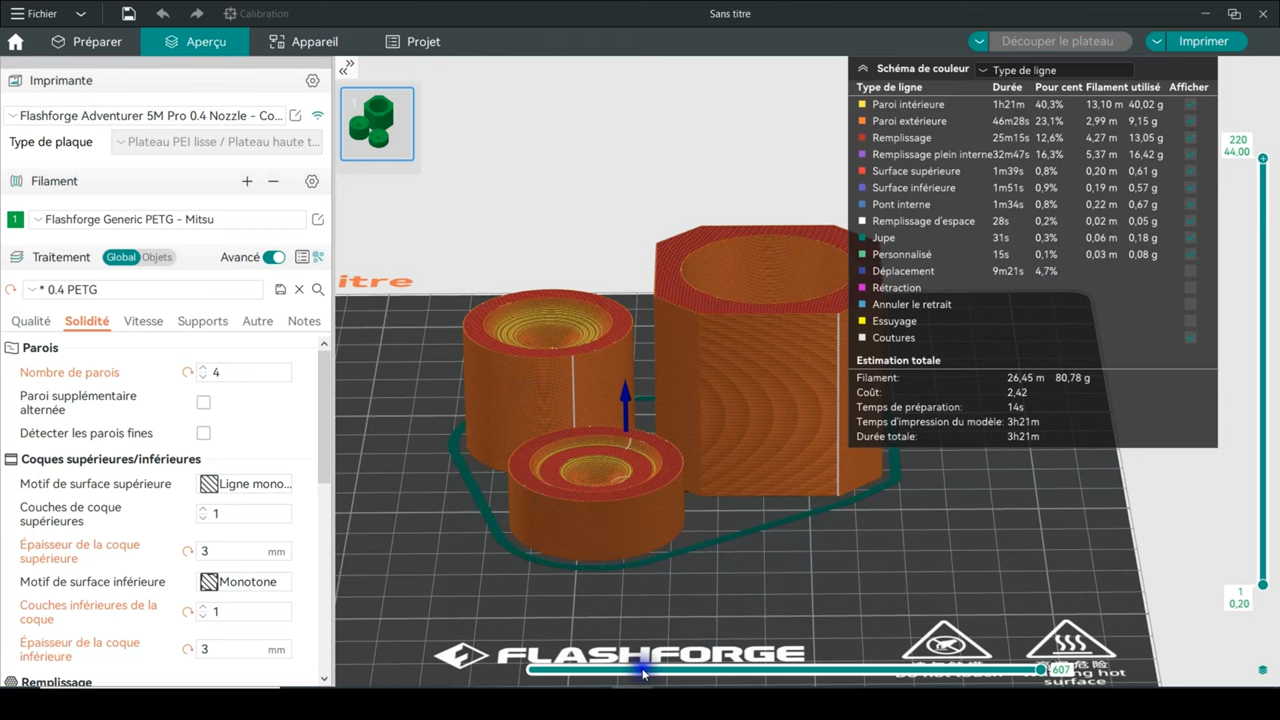 Fichier
Calibration
Sans titre
Préparer
Aperçu
Appareil
Projet
Découper le plateau
Imprimer
Imprimante
Flashforge Adventurer 5M Pro 0.4 Nozzle - Co...
Type de plaque
Plateau PEI lisse / Plateau haute t...
Filament
1
Flashforge Generic PETG - Mitsu
Traitement
Global
Objets
Avancé
* 0.4 PETG
Qualité
Solidité
Vitesse
Supports
Autre
Notes
Parois
Nombre de parois
4
Paroi supplémentaire
alternée
Détecter les parois fines
Coques supérieures/inférieures
Motif de surface supérieure
Ligne mono...
Couches de coque
supérieures
1
Épaisseur de la coque
supérieure
3 mm
Motif de surface inférieure
Monotone
Couches inférieures de la
coque
1
Épaisseur de la coque
inférieure
3 mm
Remplissage
1
itre
Schéma de couleur
Type de ligne
Type de ligne Durée Pour cent Filament utilisé Afficher
Paroi intérieure 1h21m 40,3% 13,10 m 40,02 g
Paroi extérieure 46m28s 23,1% 2,99 m 9,15 g
Remplissage 25m15s 12,6% 4,27 m 13,05 g
Remplissage plein interne 32m47s 16,3% 5,37 m 16,42 g
Surface supérieure 1m39s 0,8% 0,20 m 0,61 g
Surface inférieure 1m51s 0,9% 0,19 m 0,57 g
Pont interne 1m34s 0,8% 0,22 m 0,67 g
Remplissage d'espace 28s 0,2% 0,02 m 0,05 g
Jupe 31s 0,3% 0,06 m 0,18 g
Personnalisé 15s 0,1% 0,03 m 0,08 g
Déplacement 9m21s 4,7%
Rétraction
Annuler le retrait
Essuyage
Coutures
Estimation totale
Filament: 26,45 m 80,78 g
Coût: 2,42
Temps de préparation: 14s
Temps d'impression du modèle: 3h21m
Durée totale: 3h21m
220
44,00
1
0,20
FLASHFORGE
607
hot
surface